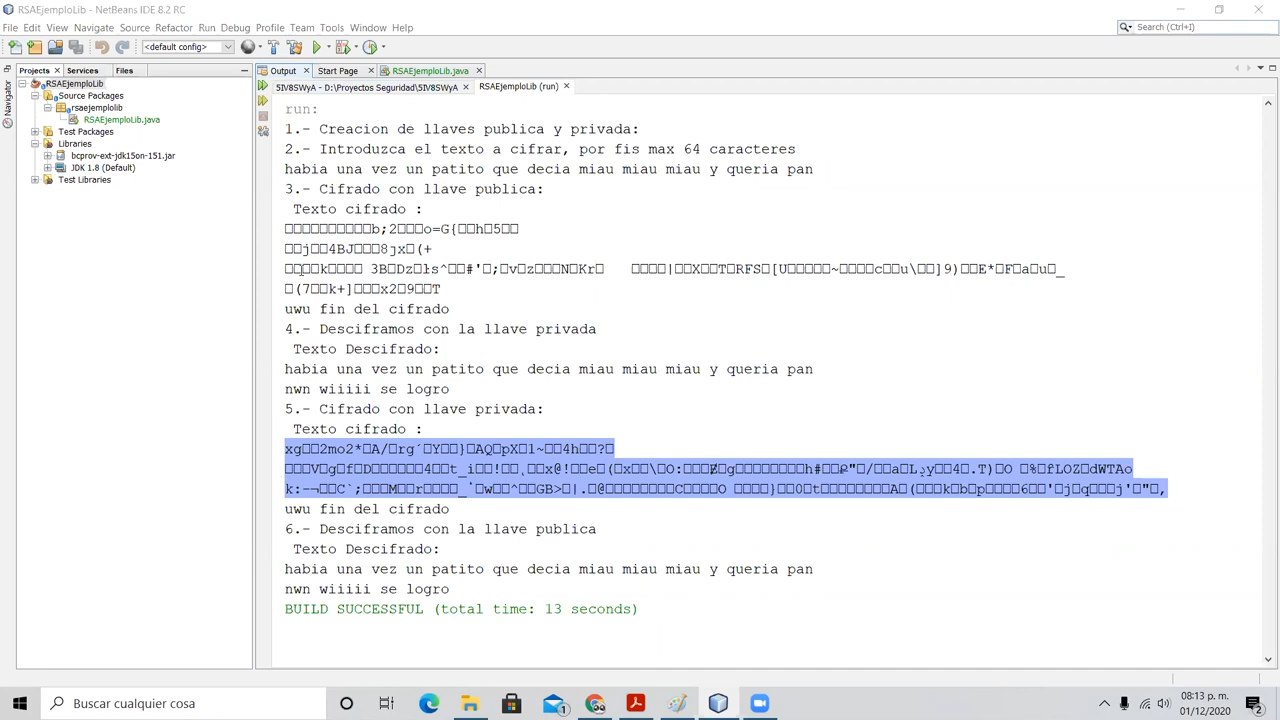 RSAEjemploLib - NetBeans IDE 8.2 RC
File Edit View Navigate Source Refactor Run Debug Profile Team Tools Window Help
Search (Ctrl+I)
<default config>
Projects Services Files
Output Start Page RSAEjemploLib.java
5IV8SWyA - D:\Proyectos Seguridad\5IV8SWyA RSAEjemploLib (run)
RSAEjemploLib
Source Packages
rsaejemplolib
RSAEjemploLib.java
Test Packages
Libraries
bcprov-ext-jdk15on-151.jar
JDK 1.8 (Default)
Test Libraries
run:
1.- Creacion de llaves publica y privada:
2.- Introduzca el texto a cifrar, por fis max 64 caracteres
habia una vez un patito que decia miau miau miau y queria pan
3.- Cifrado con llave publica:
Texto cifrado :
uwu fin del cifrado
4.- Desciframos con la llave privada
Texto Descifrado:
habia una vez un patito que decia miau miau miau y queria pan
nwn wiiiii se logro
5.- Cifrado con llave privada:
Texto cifrado :
uwu fin del cifrado
6.- Desciframos con llave publica
Texto Descifrado:
habia una vez un patito que decia miau miau miau y queria pan
nwn wiiiii se logro
BUILD SUCCESSFUL (total time: 13 seconds)
Buscar cualquier cosa
1
08:13 p. m.
01/12/2020
2